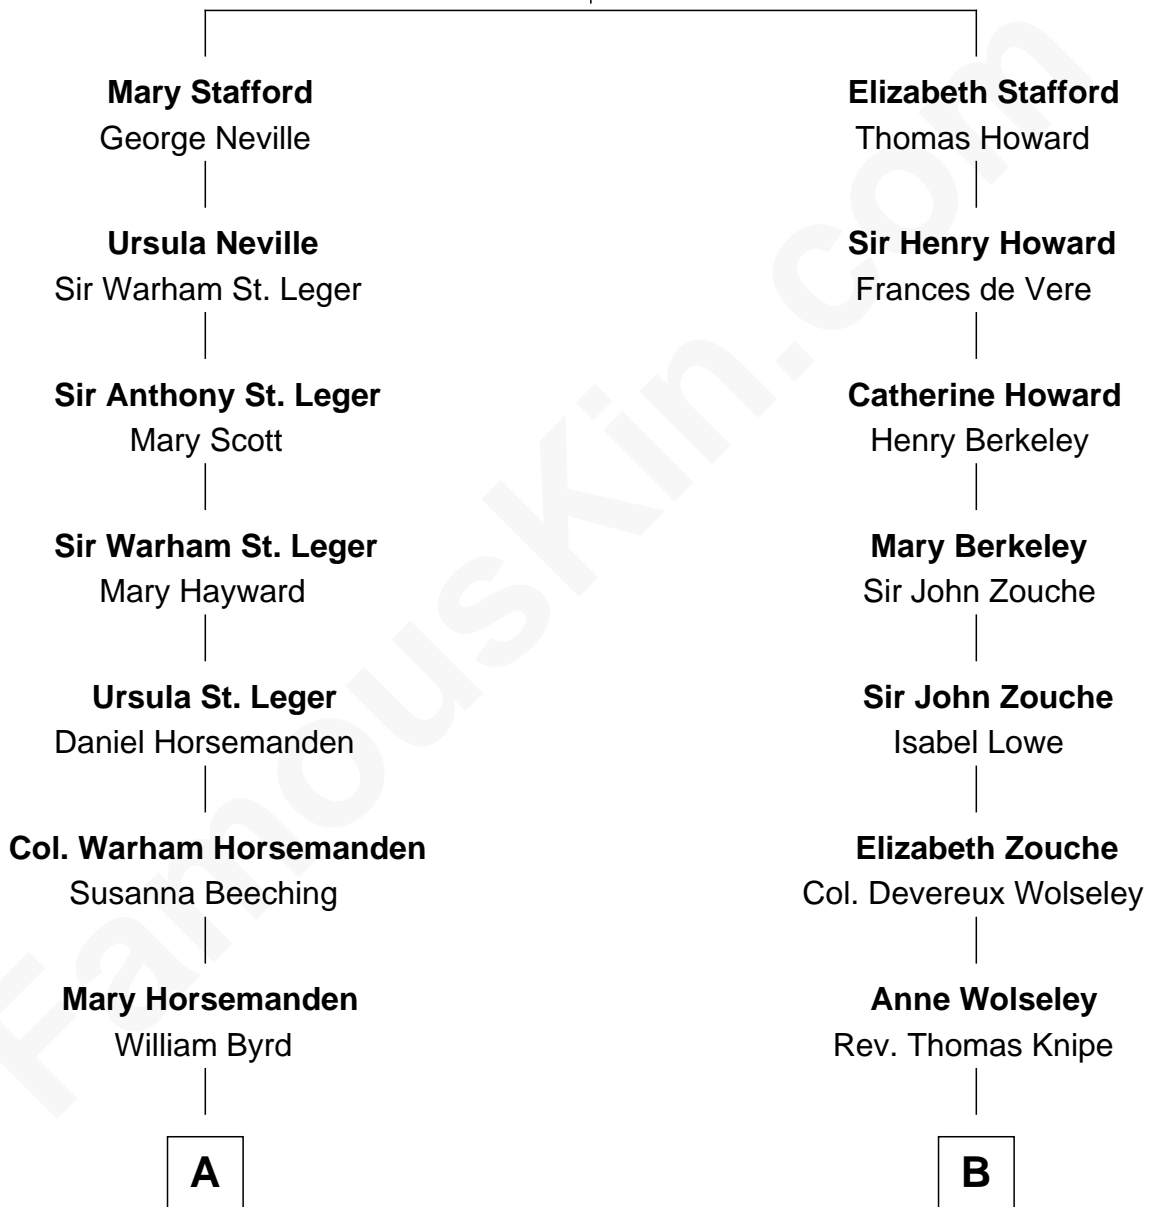 Mary Stafford
George Neville
Elizabeth Stafford
Thomas Howard
Ursula Neville
Sir Warham St. Leger
Sir Henry Howard
Frances de Vere
Sir Anthony St. Leger
Mary Scott
Catherine Howard
Henry Berkeley
Sir Warham St. Leger
Mary Hayward
Mary Berkeley
Sir John Zouche
Ursula St. Leger
Daniel Horsemanden
Sir John Zouche
Isabel Lowe
Col. Warham Horsemanden
Susanna Beeching
Elizabeth Zouche
Col. Devereux Wolseley
Mary Horsemanden
William Byrd
Anne Wolseley
Rev. Thomas Knipe
A
B
FamousKin.com